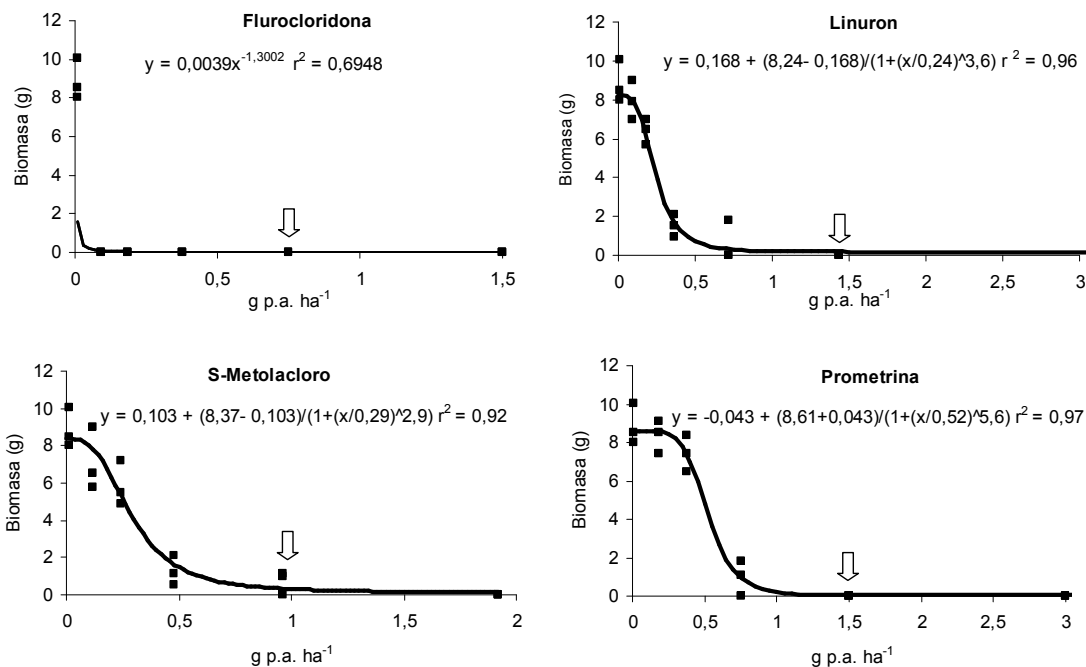 Flurocloridona
y = 0,0039x^-1,3002 r² = 0,6948
Biomasa (g)
12
10
8
6
4
2
0
0 0,5 1 1,5
g p.a. ha⁻¹
Linuron
y = 0,168 + (8,24- 0,168)/(1+(x/0,24)^3,6) r ² = 0,96
Biomasa (g)
12
10
8
6
4
2
0
0 0,5 1 1,5 2 2,5 3
g p.a. ha⁻¹
S-Metolacloro
y = 0,103 + (8,37- 0,103)/(1+(x/0,29)^2,9) r² = 0,92
Biomasa (g)
12
10
8
6
4
2
0
0 0,5 1 1,5 2
g p.a. ha⁻¹
Prometrina
y = -0,043 + (8,61+0,043)/(1+(x/0,52)^5,6) r² = 0,97
Biomasa (g)
12
10
8
6
4
2
0
0 0,5 1 1,5 2 2,5 3
g p.a. ha⁻¹